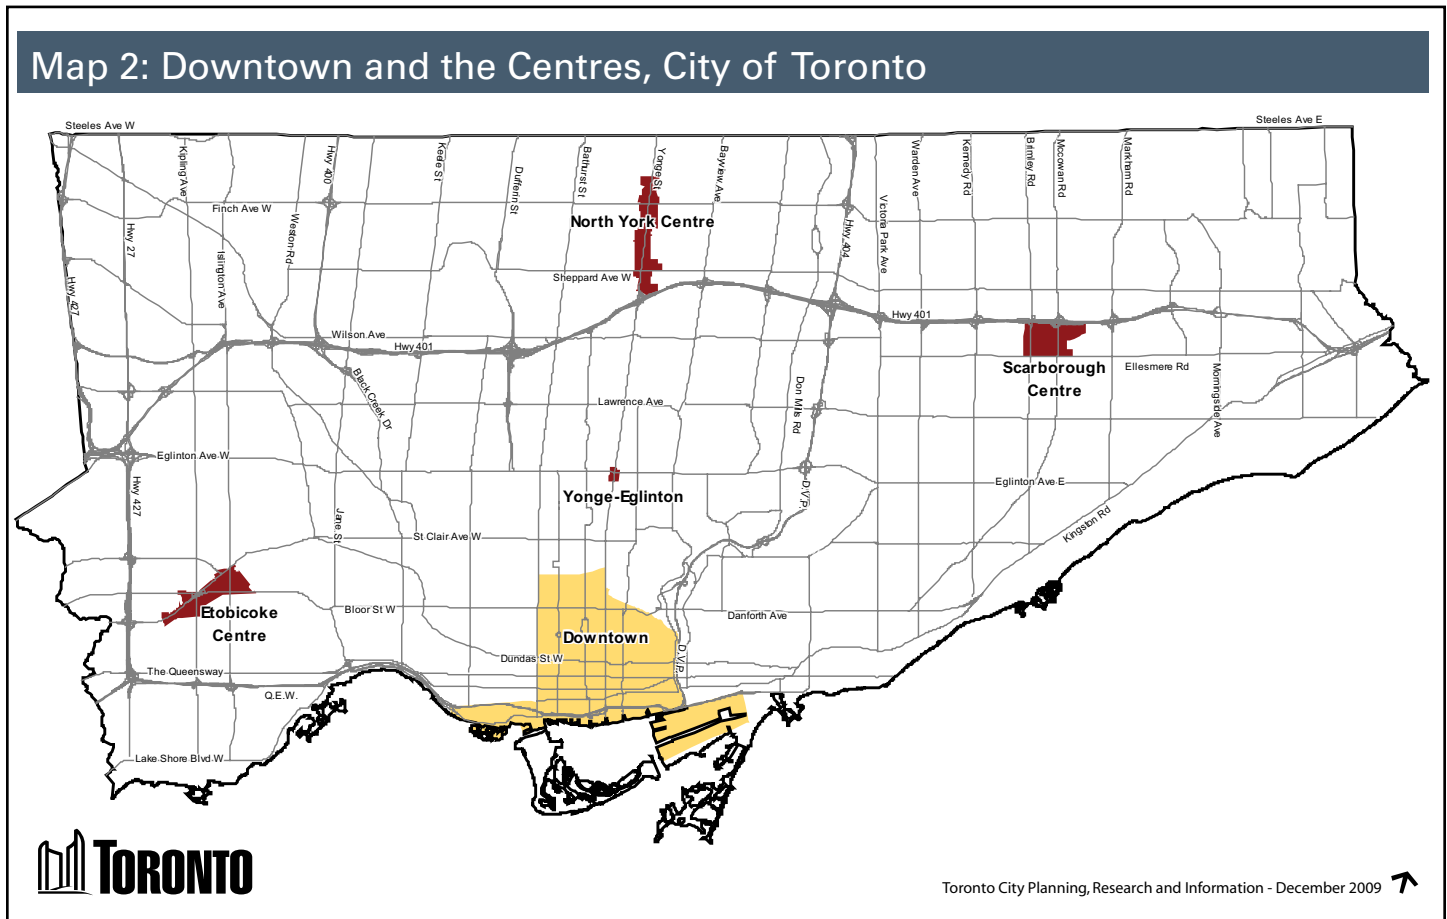 Map 2: Downtown and the Centres, City of Toronto
Steeles Ave W
Steeles Ave E
Kipling Ave
Hwy 400
Keele St
Dufferin St
Bathurst St
Yonge St
Bayview Ave
Warden Ave
Kennedy Rd
Brimley Rd
Mccowan Rd
Markham Rd
Finch Ave W
Weston Rd
Hwy 27
Islington Ave
North York Centre
Hwy 404
Victoria Park Ave
Hwy 427
Sheppard Ave W
Hwy 401
Wilson Ave
Hwy 401
Scarborough
Centre
Ellesmere Rd
Black Creek Dr
Don Mills Rd
Morningside Ave
Lawrence Ave
Eglinton Ave W
Hwy 427
Yonge-Eglinton
D.V.P.
Eglinton Ave E
Jane St
St Clair Ave W
Kingston Rd
Etobicoke
Centre
Bloor St W
Danforth Ave
Downtown
Dundas St W
D.V.P.
The Queensway
Q.E.W.
Lake Shore Blvd W
TORONTO
Toronto City Planning, Research and Information - December 2009